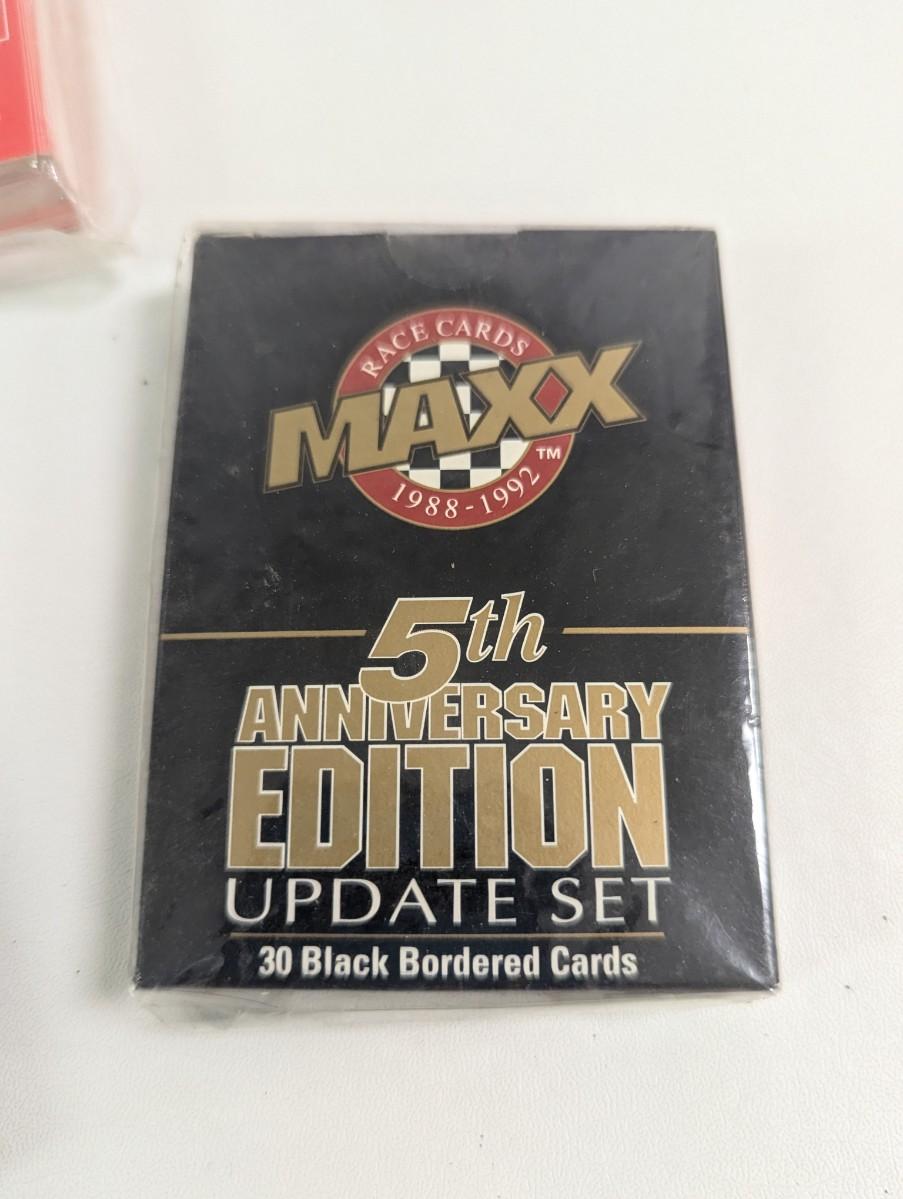 RACE CARDS
MAXX
TM
1988-1992
5th
ANNIVERSARY
EDITION
UPDATE SET
30 Black Bordered Cards